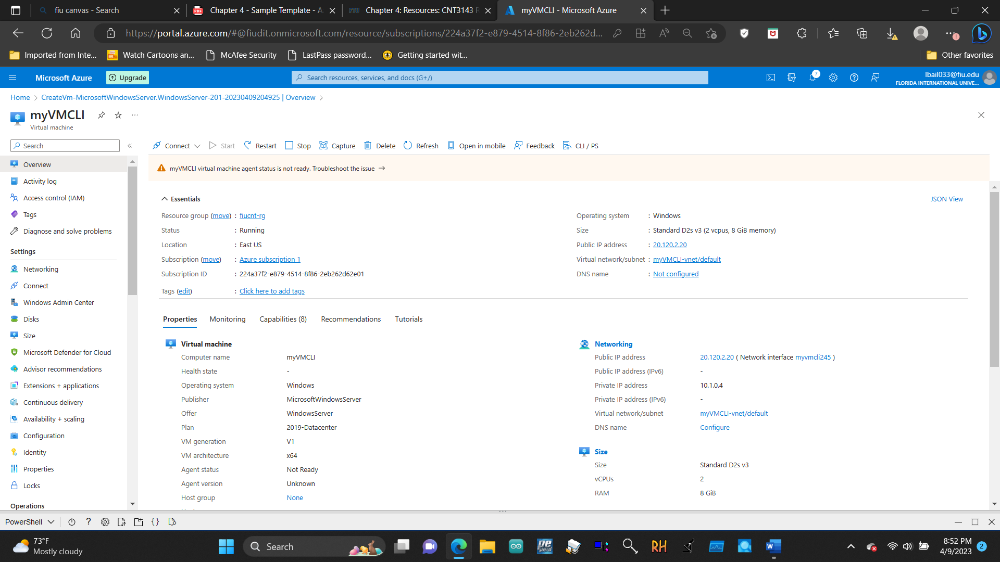 fiu canvas - Search
Chapter 4 - Sample Template - A
Chapter 4: Resources: CNT3143 F
myVMCLI - Microsoft Azure
https://portal.azure.com/#@fiudit.onmicrosoft.com/resource/subscriptions/224a37f2-e879-4514-8f86-2eb262d...
Imported from Inte...
Watch Cartoons an...
McAfee Security
LastPass password...
Getting started wit...
Other favorites
Microsoft Azure
Upgrade
Search resources, services, and docs (G+/)
7
lbail033@fiu.edu
FLORIDA INTERNATIONAL UNIVE...
Home > CreateVm-MicrosoftWindowsServer.WindowsServer-201-20230409204925 | Overview >
myVMCLI
Virtual machine
Search
«
Connect
Start
Restart
Stop
Capture
Delete
Refresh
Open in mobile
Feedback
CLI / PS
myVMCLI virtual machine agent status is not ready. Troubleshoot the issue →
Overview
Activity log
Access control (IAM)
Tags
Diagnose and solve problems
Settings
Networking
Connect
Windows Admin Center
Disks
Size
Microsoft Defender for Cloud
Advisor recommendations
Extensions + applications
Continuous delivery
Availability + scaling
Configuration
Identity
Properties
Locks
Operations
Essentials
JSON View
Resource group (move) : fiucnt-rg
Status : Running
Location : East US
Subscription (move) : Azure subscription 1
Subscription ID : 224a37f2-e879-4514-8f86-2eb262d62e01
Tags (edit) : Click here to add tags
Operating system : Windows
Size : Standard D2s v3 (2 vcpus, 8 GiB memory)
Public IP address : 20.120.2.20
Virtual network/subnet : myVMCLI-vnet/default
DNS name : Not configured
Properties
Monitoring
Capabilities (8)
Recommendations
Tutorials
Virtual machine
Computer name myVMCLI
Health state -
Operating system Windows
Publisher MicrosoftWindowsServer
Offer WindowsServer
Plan 2019-Datacenter
VM generation V1
VM architecture x64
Agent status Not Ready
Agent version Unknown
Host group None
Networking
Public IP address 20.120.2.20 ( Network interface myvmcli245 )
Public IP address (IPv6) -
Private IP address 10.1.0.4
Private IP address (IPv6) -
Virtual network/subnet myVMCLI-vnet/default
DNS name Configure
Size
Size Standard D2s v3
vCPUs 2
RAM 8 GiB
PowerShell
?
{}
73°F
Mostly cloudy
Search
RH
8:52 PM
4/9/2023
2